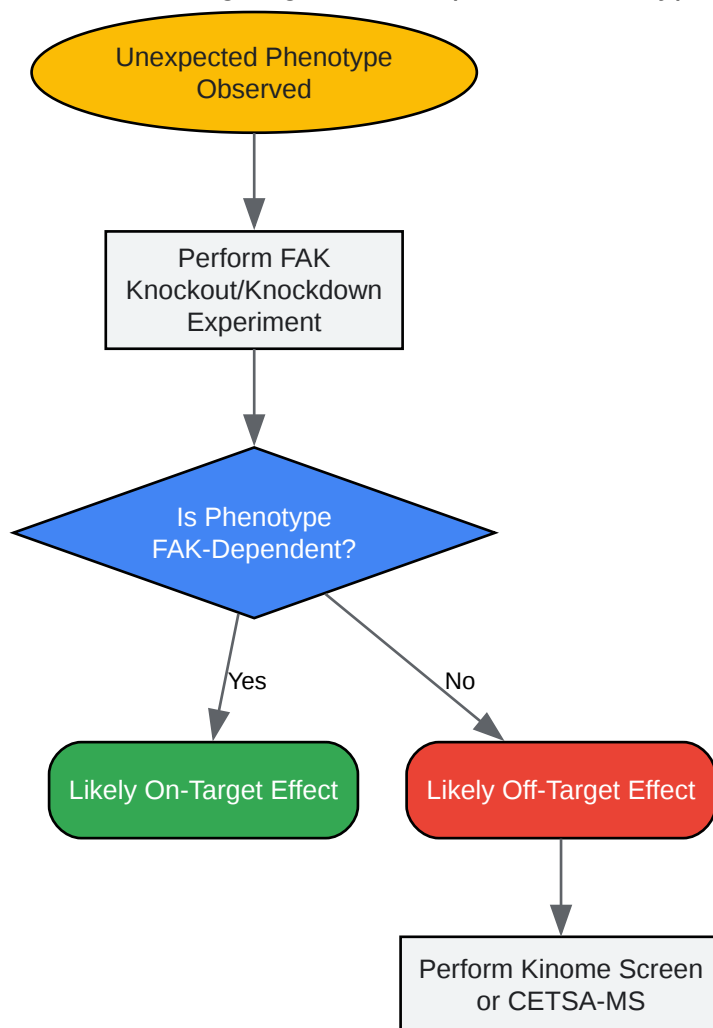 Unexpected Phenotype
Observed
Perform FAK
Knockout/Knockdown
Experiment
Is Phenotype
FAK-Dependent?
Yes
No
Likely On-Target Effect
Likely Off-Target Effect
Perform Kinome Screen
or CETSA-MS